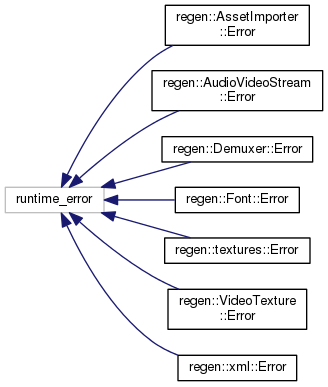 regen::AssetImporter
::Error
regen::AudioVideoStream
::Error
regen::Demuxer::Error
runtime_error
regen::Font::Error
regen::textures::Error
regen::VideoTexture
::Error
regen::xml::Error